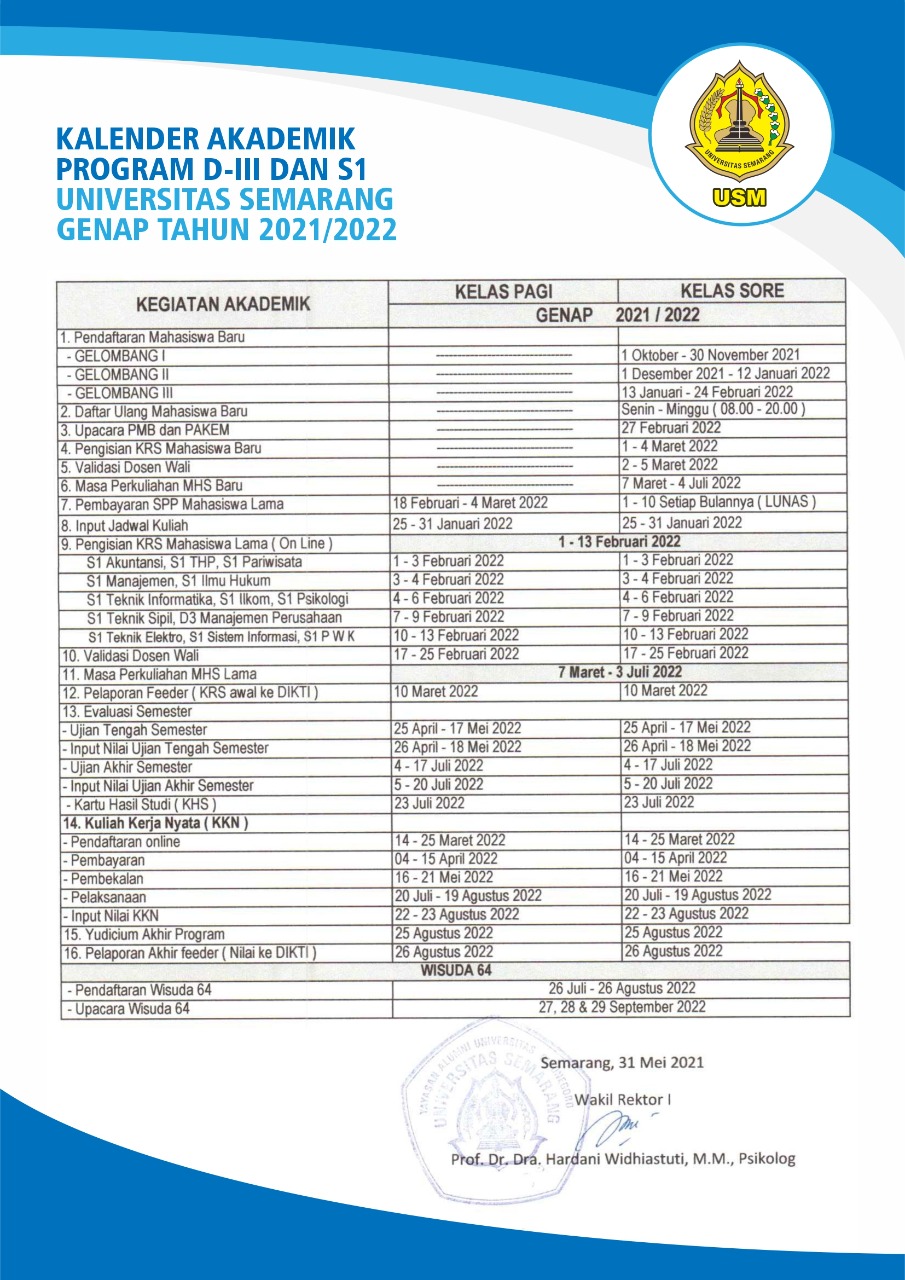 UNIVERSITAS SEMARANG
USM
KALENDER AKADEMIK
PROGRAM D-III DAN S1
UNIVERSITAS SEMARANG
GENAP TAHUN 2021/2022
KEGIATAN AKADEMIK KELAS PAGI KELAS SORE
GENAP 2021 / 2022
1. Pendaftaran Mahasiswa Baru
- GELOMBANG I --------------------------------- 1 Oktober - 30 November 2021
- GELOMBANG II --------------------------------- 1 Desember 2021 - 12 Januari 2022
- GELOMBANG III --------------------------------- 13 Januari - 24 Februari 2022
2. Daftar Ulang Mahasiswa Baru --------------------------------- Senin - Minggu ( 08.00 - 20.00 )
3. Upacara PMB dan PAKEM --------------------------------- 27 Februari 2022
4. Pengisian KRS Mahasiswa Baru --------------------------------- 1 - 4 Maret 2022
5. Validasi Dosen Wali --------------------------------- 2 - 5 Maret 2022
6. Masa Perkuliahan MHS Baru --------------------------------- 7 Maret - 4 Juli 2022
7. Pembayaran SPP Mahasiswa Lama 18 Februari - 4 Maret 2022 1 - 10 Setiap Bulannya ( LUNAS )
8. Input Jadwal Kuliah 25 - 31 Januari 2022 25 - 31 Januari 2022
9. Pengisian KRS Mahasiswa Lama ( On Line ) 1 - 13 Februari 2022
S1 Akuntansi, S1 THP, S1 Pariwisata 1 - 3 Februari 2022 1 - 3 Februari 2022
S1 Manajemen, S1 Ilmu Hukum 3 - 4 Februari 2022 3 - 4 Februari 2022
S1 Teknik Informatika, S1 Ilkom, S1 Psikologi 4 - 6 Februari 2022 4 - 6 Februari 2022
S1 Teknik Sipil, D3 Manajemen Perusahaan 7 - 9 Februari 2022 7 - 9 Februari 2022
S1 Teknik Elektro, S1 Sistem Informasi, S1 P W K 10 - 13 Februari 2022 10 - 13 Februari 2022
10. Validasi Dosen Wali 17 - 25 Februari 2022 17 - 25 Februari 2022
11. Masa Perkuliahan MHS Lama 7 Maret - 3 Juli 2022
12. Pelaporan Feeder ( KRS awal ke DIKTI ) 10 Maret 2022 10 Maret 2022
13. Evaluasi Semester
- Ujian Tengah Semester 25 April - 17 Mei 2022 25 April - 17 Mei 2022
- Input Nilai Ujian Tengah Semester 26 April - 18 Mei 2022 26 April - 18 Mei 2022
- Ujian Akhir Semester 4 - 17 Juli 2022 4 - 17 Juli 2022
- Input Nilai Ujian Akhir Semester 5 - 20 Juli 2022 5 - 20 Juli 2022
- Kartu Hasil Studi ( KHS ) 23 Juli 2022 23 Juli 2022
14. Kuliah Kerja Nyata ( KKN )
- Pendaftaran online 14 - 25 Maret 2022 14 - 25 Maret 2022
- Pembayaran 04 - 15 April 2022 04 - 15 April 2022
- Pembekalan 16 - 21 Mei 2022 16 - 21 Mei 2022
- Pelaksanaan 20 Juli - 19 Agustus 2022 20 Juli - 19 Agustus 2022
- Input Nilai KKN 22 - 23 Agustus 2022 22 - 23 Agustus 2022
15. Yudicium Akhir Program 25 Agustus 2022 25 Agustus 2022
16. Pelaporan Akhir feeder ( Nilai ke DIKTI ) 26 Agustus 2022 26 Agustus 2022
WISUDA 64
- Pendaftaran Wisuda 64 26 Juli - 26 Agustus 2022
- Upacara Wisuda 64 27, 28 & 29 September 2022
YAYASAN ALUMNI UNIVERSITAS
UNIVERSITAS SEMARANG
Semarang, 31 Mei 2021
Wakil Rektor I
Prof. Dr. Dra. Hardani Widhiastuti, M.M., Psikolog